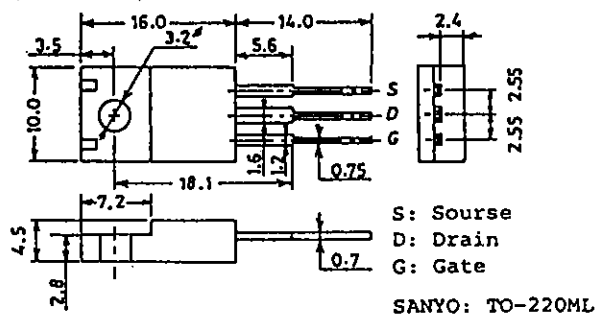 16.0
14.0
3.5
3.2ø
5.6
2.4
10.0
S
D
G
2.55
2.55
1.6
1.2
0.75
18.1
7.2
4.5
2.8
0.7
S: Sourse
D: Drain
G: Gate
SANYO: TO-220ML